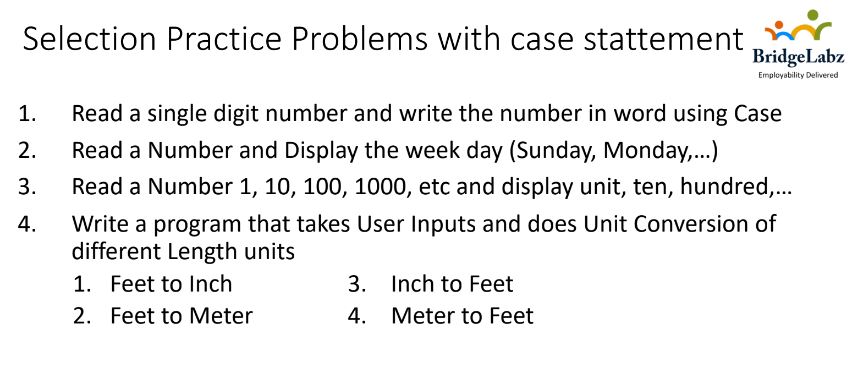 Selection Practice Problems with case stattement
BridgeLabz
Employability Delivered
1. Read a single digit number and write the number in word using Case
2. Read a Number and Display the week day (Sunday, Monday,...)
3. Read a Number 1, 10, 100, 1000, etc and display unit, ten, hundred,...
4. Write a program that takes User Inputs and does Unit Conversion of
different Length units
1. Feet to Inch
3. Inch to Feet
2. Feet to Meter
4. Meter to Feet